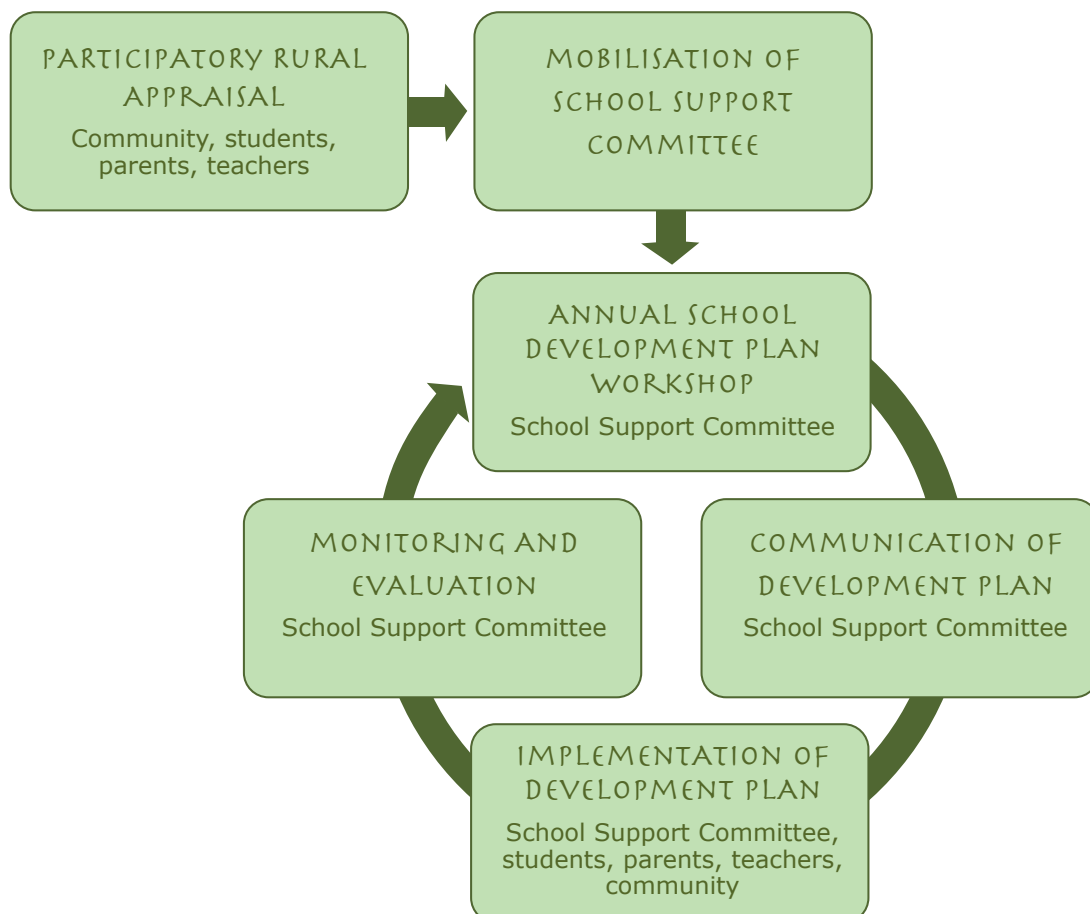 PARTICIPATORY RURAL
APPRAISAL
Community, students,
parents, teachers
MOBILISATION OF
SCHOOL SUPPORT
COMMITTEE
ANNUAL SCHOOL
DEVELOPMENT PLAN
WORKSHOP
School Support Committee
MONITORING AND
EVALUATION
School Support Committee
COMMUNICATION OF
DEVELOPMENT PLAN
School Support Committee
IMPLEMENTATION OF
DEVELOPMENT PLAN
School Support Committee,
students, parents, teachers,
community